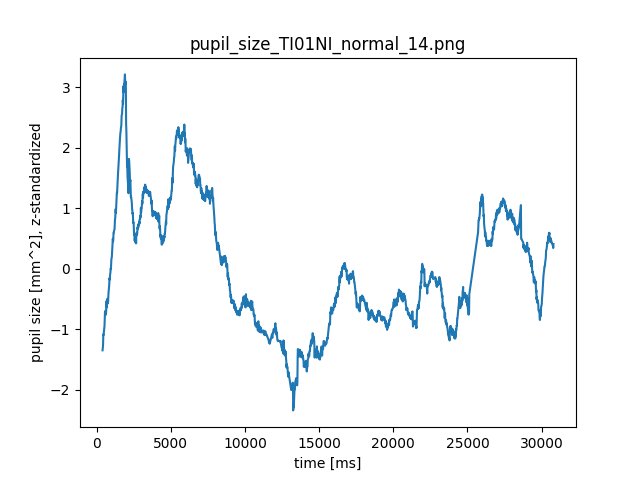 pupil_size_TI01NI_normal_14.png
pupil size [mm^2], z-standardized
3
2
1
0
−1
−2
0 5000 10000 15000 20000 25000 30000
time [ms]